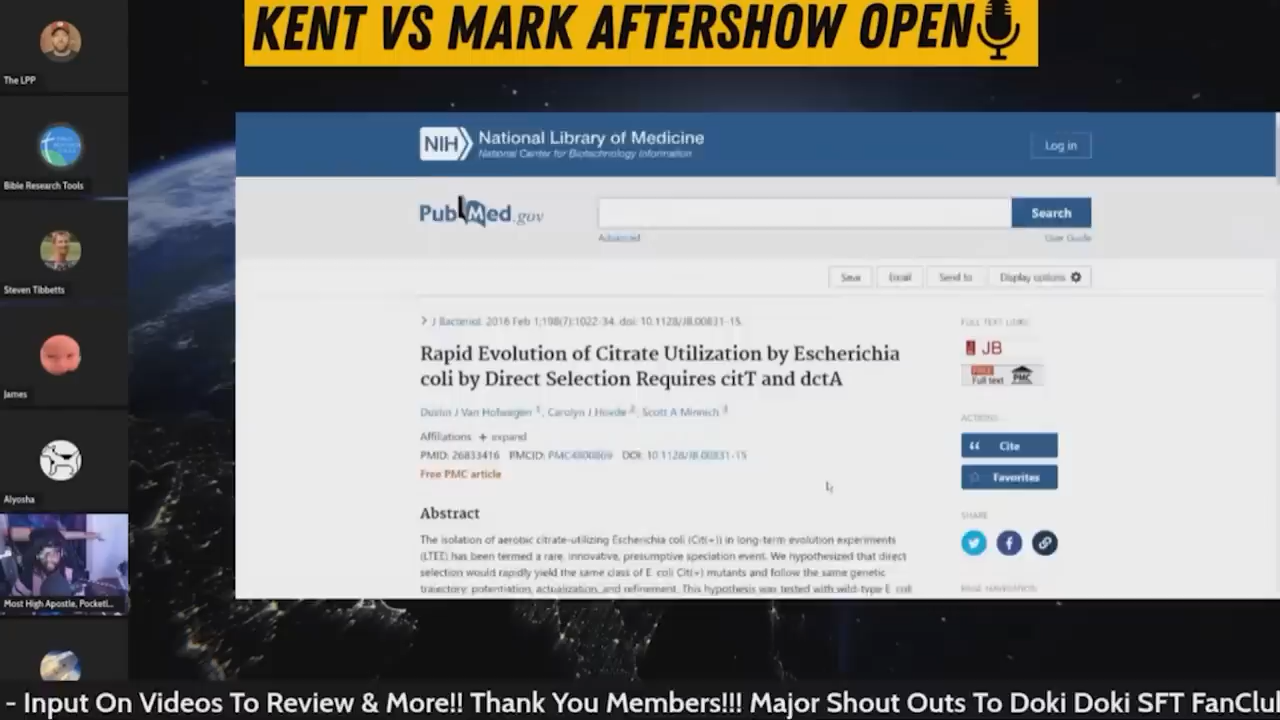 KENT VS MARK AFTERSHOW OPEN
The LPP
Bible Research Tools
Steven Tibbetts
James
Alyosha
Most High Apostle, Pocketi...
NIH National Library of Medicine
National Center for Biotechnology Information
Log in
PubMed.gov
Search
Advanced
User Guide
Save
Email
Send to
Display options
J Bacteriol. 2016 Feb 1;198(7):1022-34. doi: 10.1128/JB.00831-15.
Rapid Evolution of Citrate Utilization by Escherichia
coli by Direct Selection Requires citT and dctA
Dustin J Van Hofwegen 1, Carolyn J Hovde 2, Scott A Minnich 3
Affiliations + expand
PMID: 26833416 PMCID: PMC4800869 DOI: 10.1128/JB.00831-15
Free PMC article
Abstract
The isolation of aerobic citrate-utilizing Escherichia coli (Cit(+)) in long-term evolution experiments
(LTEE) has been termed a rare, innovative, presumptive speciation event. We hypothesized that direct
selection would rapidly yield the same class of E. coli Cit(+) mutants and follow the same genetic
trajectory: potentiation, actualization, and refinement. This hypothesis was tested with wild-type E. coli
FULL TEXT LINKS
JB
FREE
Full text
PMC
ACTIONS
Cite
Favorites
SHARE
PAGE NAVIGATION
- Input On Videos To Review & More!! Thank You Members!!! Major Shout Outs To Doki Doki SFT FanClu